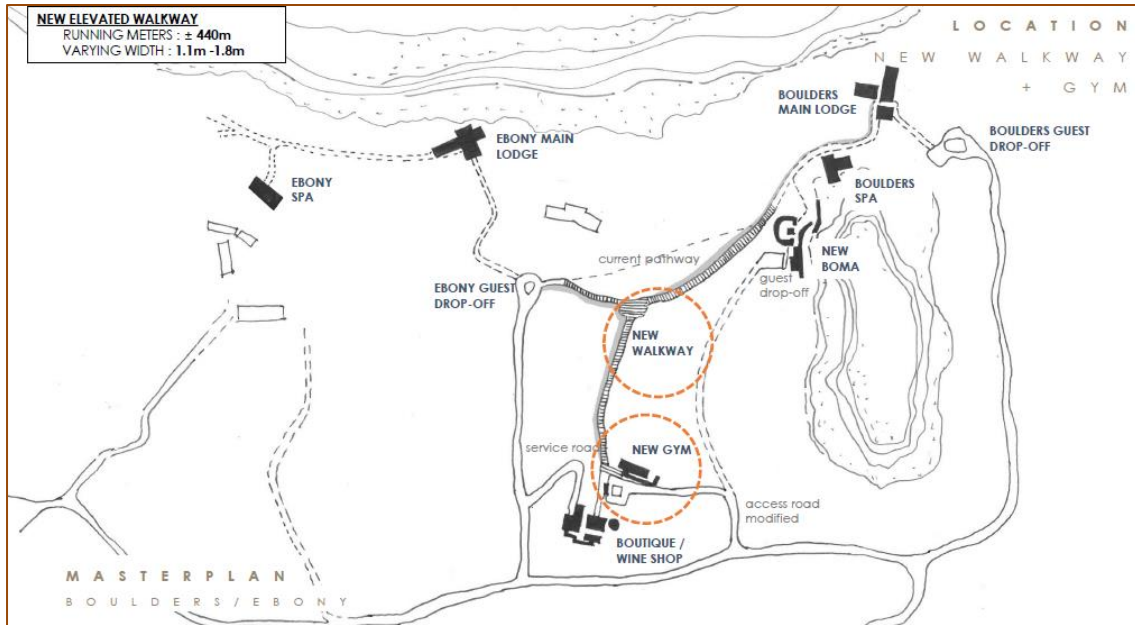 NEW ELEVATED WALKWAY
RUNNING METERS : ± 440m
VARYING WIDTH : 1.1m -1.8m
LOCATION
NEW WALKWAY
+ GYM
BOULDERS
MAIN LODGE
BOULDERS GUEST
DROP-OFF
EBONY MAIN
LODGE
EBONY
SPA
BOULDERS
SPA
NEW
BOMA
current pathway
guest
drop-off
EBONY GUEST
DROP-OFF
NEW
WALKWAY
service road
NEW GYM
access road
modified
BOUTIQUE /
WINE SHOP
MASTERPLAN
BOULDERS/EBONY